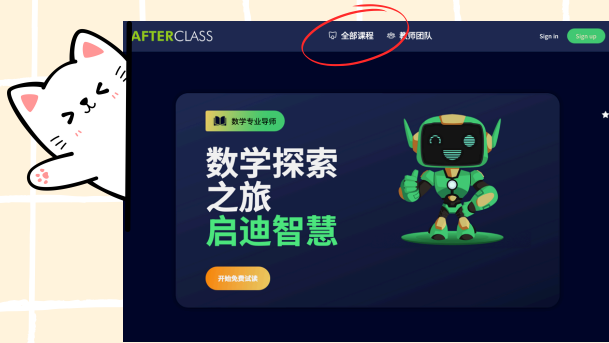 AFTERCLASS
全部课程
教师团队
Sign in
Sign up
数学专业导师
数学探索
之旅
启迪智慧
开始免费试读